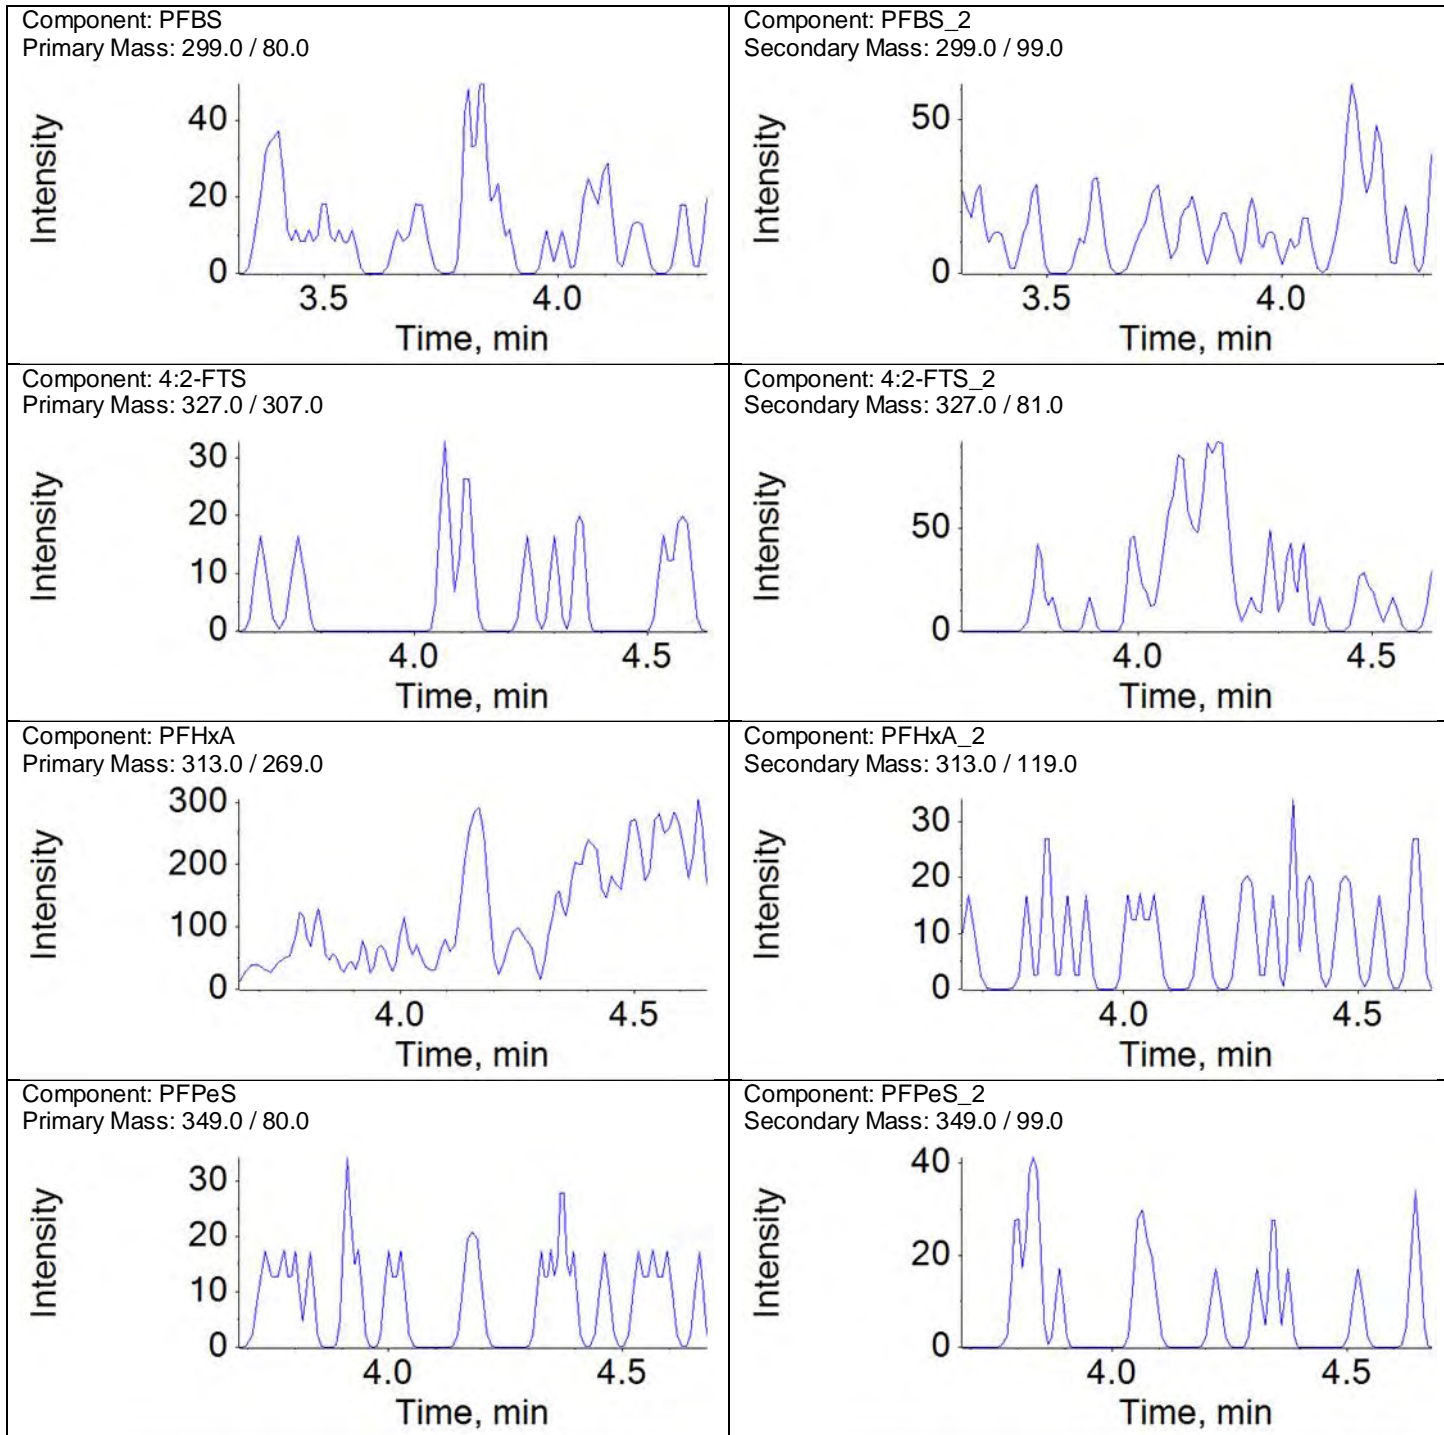 Component: PFBS
Primary Mass: 299.0 / 80.0
Intensity
40
20
0
3.5 4.0
Time, min
Component: PFBS_2
Secondary Mass: 299.0 / 99.0
Intensity
50
0
3.5 4.0
Time, min
Component: 4:2-FTS
Primary Mass: 327.0 / 307.0
Intensity
30
20
10
0
4.0 4.5
Time, min
Component: 4:2-FTS_2
Secondary Mass: 327.0 / 81.0
Intensity
50
0
4.0 4.5
Time, min
Component: PFHxA
Primary Mass: 313.0 / 269.0
Intensity
300
200
100
0
4.0 4.5
Time, min
Component: PFHxA_2
Secondary Mass: 313.0 / 119.0
Intensity
30
20
10
0
4.0 4.5
Time, min
Component: PFPeS
Primary Mass: 349.0 / 80.0
Intensity
30
20
10
0
4.0 4.5
Time, min
Component: PFPeS_2
Secondary Mass: 349.0 / 99.0
Intensity
40
20
0
4.0 4.5
Time, min